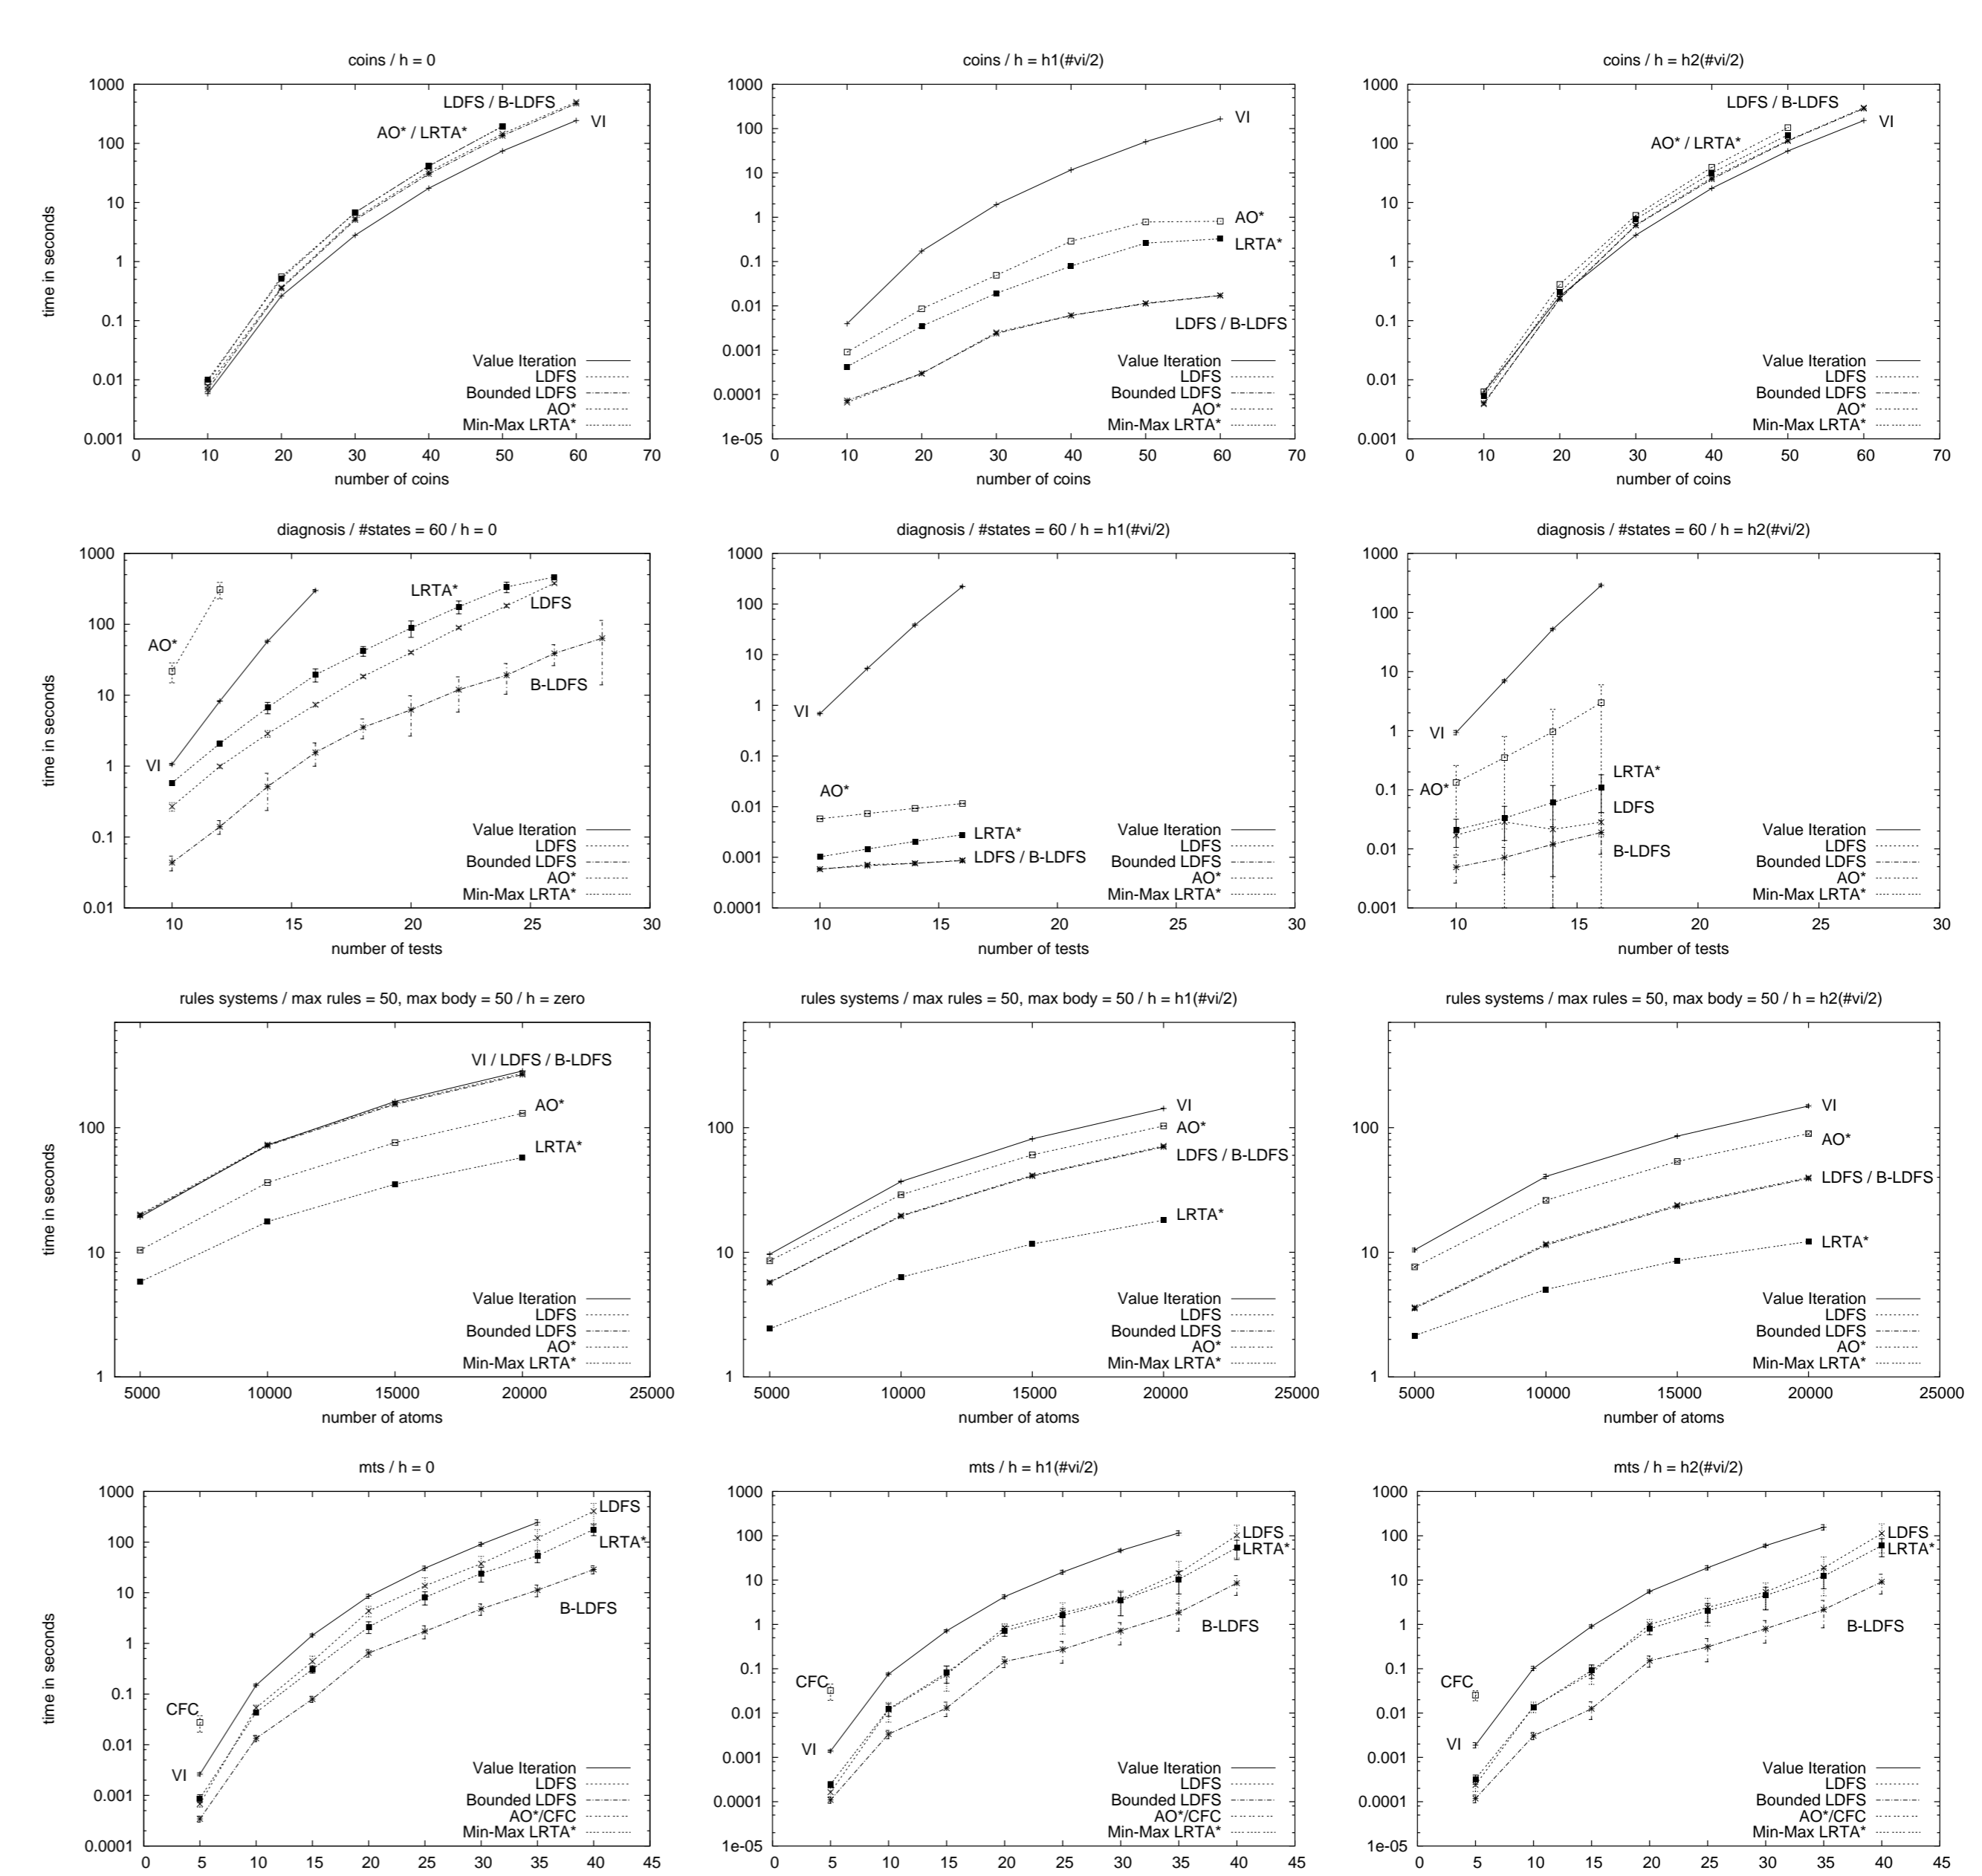 coins / h = 0
time in seconds
1000
100
10
1
0.1
0.01
0.001
LDFS / B-LDFS
AO* / LRTA*
VI
Value Iteration
LDFS
Bounded LDFS
AO*
Min-Max LRTA*
0 10 20 30 40 50 60 70
number of coins
coins / h = h1(#vi/2)
1000
100
10
1
0.1
0.01
0.001
0.0001
1e-05
VI
AO*
LRTA*
LDFS / B-LDFS
Value Iteration
LDFS
Bounded LDFS
AO*
Min-Max LRTA*
0 10 20 30 40 50 60 70
number of coins
coins / h = h2(#vi/2)
1000
100
10
1
0.1
0.01
0.001
LDFS / B-LDFS
VI
AO* / LRTA*
Value Iteration
LDFS
Bounded LDFS
AO*
Min-Max LRTA*
0 10 20 30 40 50 60 70
number of coins
diagnosis / #states = 60 / h = 0
time in seconds
1000
100
10
1
0.1
0.01
LRTA*
LDFS
AO*
B-LDFS
VI
Value Iteration
LDFS
Bounded LDFS
AO*
Min-Max LRTA*
10 15 20 25 30
number of tests
diagnosis / #states = 60 / h = h1(#vi/2)
1000
100
10
1
0.1
0.01
0.001
0.0001
VI
AO*
LRTA*
LDFS / B-LDFS
Value Iteration
LDFS
Bounded LDFS
AO*
Min-Max LRTA*
10 15 20 25 30
number of tests
diagnosis / #states = 60 / h = h2(#vi/2)
1000
100
10
1
0.1
0.01
0.001
VI
LRTA*
AO*
LDFS
B-LDFS
Value Iteration
LDFS
Bounded LDFS
AO*
Min-Max LRTA*
10 15 20 25 30
number of tests
rules systems / max rules = 50, max body = 50 / h = zero
time in seconds
100
10
1
VI / LDFS / B-LDFS
AO*
LRTA*
Value Iteration
LDFS
Bounded LDFS
AO*
Min-Max LRTA*
5000 10000 15000 20000 25000
number of atoms
rules systems / max rules = 50, max body = 50 / h = h1(#vi/2)
100
10
1
VI
AO*
LDFS / B-LDFS
LRTA*
Value Iteration
LDFS
Bounded LDFS
AO*
Min-Max LRTA*
5000 10000 15000 20000 25000
number of atoms
rules systems / max rules = 50, max body = 50 / h = h2(#vi/2)
100
10
1
VI
AO*
LDFS / B-LDFS
LRTA*
Value Iteration
LDFS
Bounded LDFS
AO*
Min-Max LRTA*
5000 10000 15000 20000 25000
number of atoms
mts / h = 0
time in seconds
1000
100
10
1
0.1
0.01
0.001
0.0001
LDFS
LRTA*
B-LDFS
CFC
VI
Value Iteration
LDFS
Bounded LDFS
AO*/CFC
Min-Max LRTA*
0 5 10 15 20 25 30 35 40 45
mts / h = h1(#vi/2)
1000
100
10
1
0.1
0.01
0.001
0.0001
1e-05
LDFS
LRTA*
B-LDFS
CFC
VI
Value Iteration
LDFS
Bounded LDFS
AO*/CFC
Min-Max LRTA*
0 5 10 15 20 25 30 35 40 45
mts / h = h2(#vi/2)
1000
100
10
1
0.1
0.01
0.001
0.0001
1e-05
LDFS
LRTA*
B-LDFS
CFC
VI
Value Iteration
LDFS
Bounded LDFS
AO*/CFC
Min-Max LRTA*
0 5 10 15 20 25 30 35 40 45